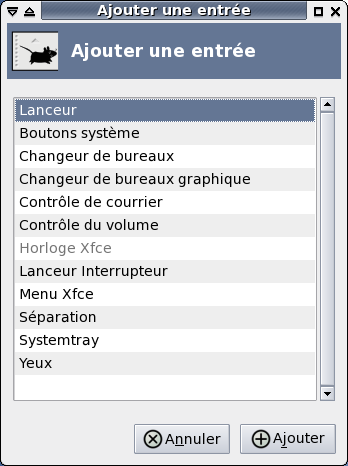 Ajouter une entrée
Ajouter une entrée
Lanceur
Boutons système
Changeur de bureaux
Changeur de bureaux graphique
Contrôle de courrier
Contrôle du volume
Horloge Xfce
Lanceur Interrupteur
Menu Xfce
Séparation
Systemtray
Yeux
Annuler Ajouter